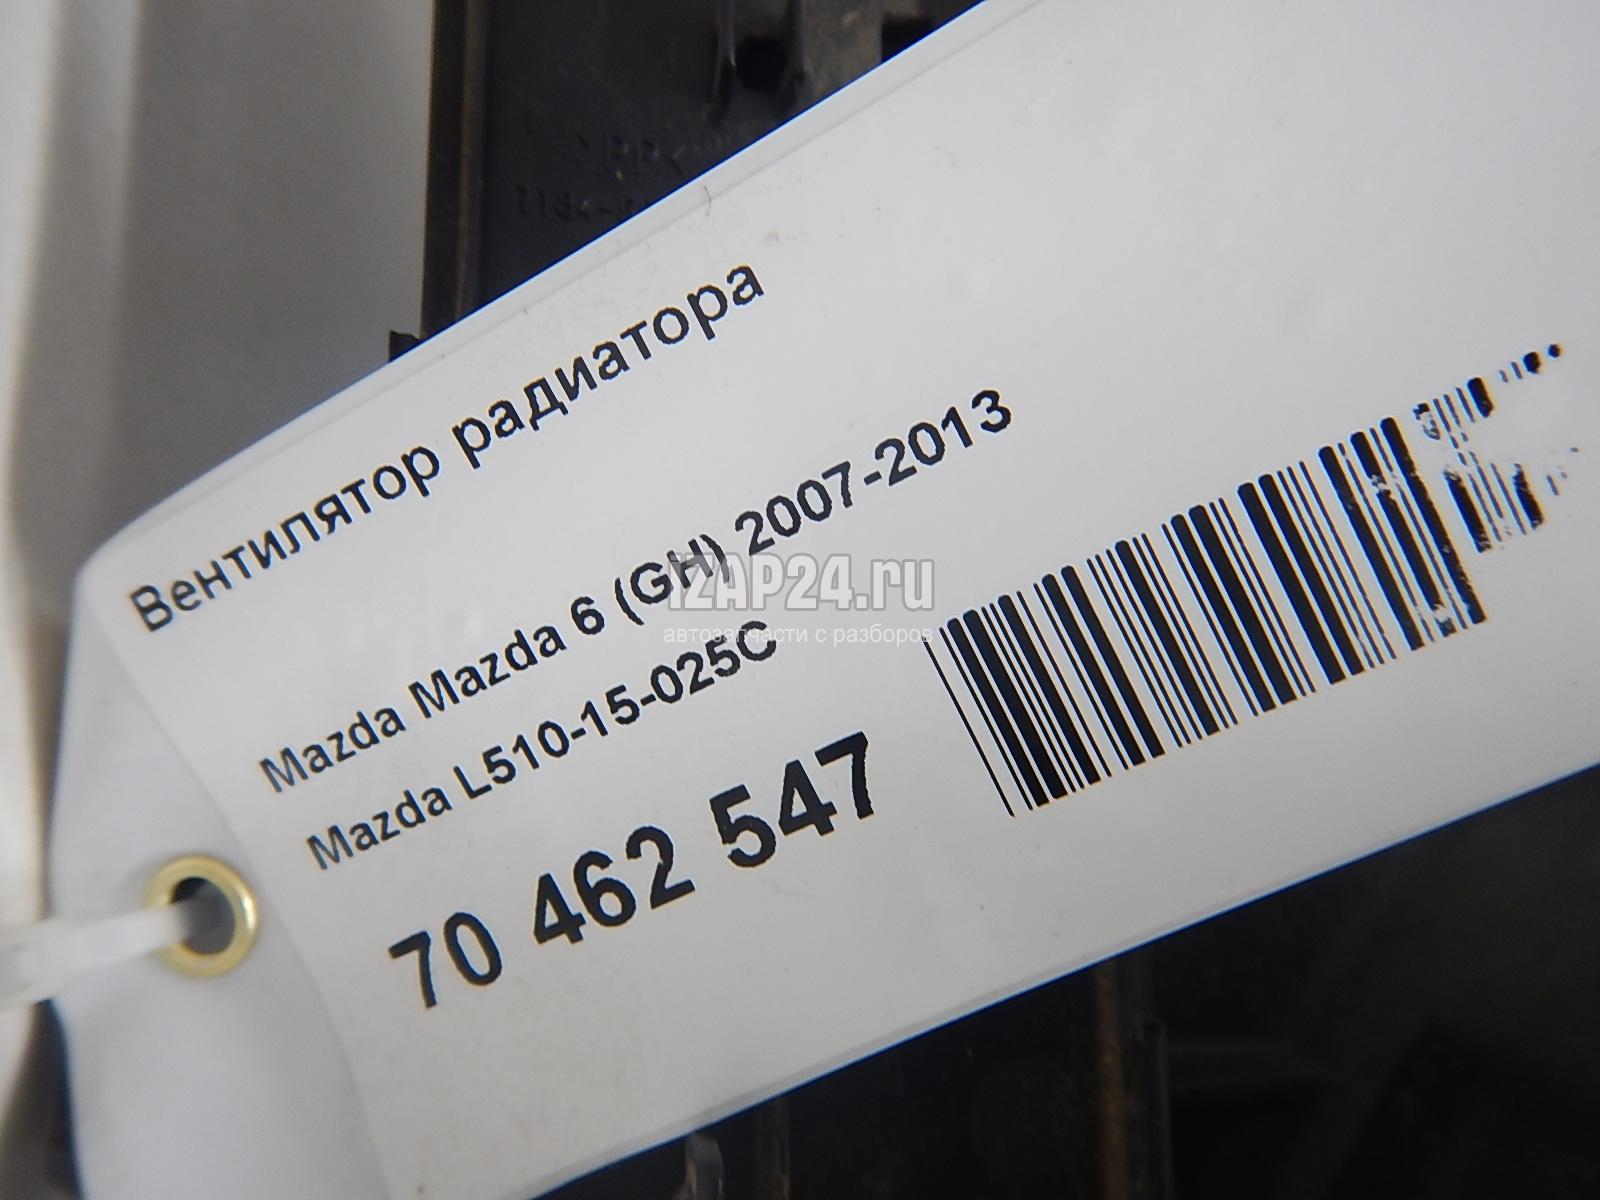 >PP<
Вентилятор радиатора
Mazda Mazda 6 (GH) 2007-2013
Mazda L510-15-025C
70 462 547
iZAP24.ru
автозапчасти с разборов